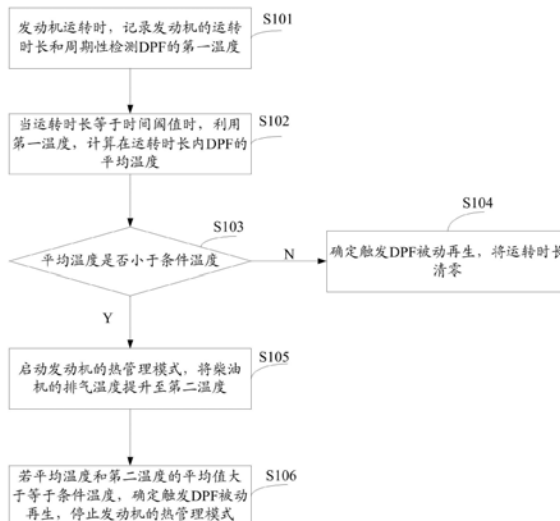 S101
发动机运转时，记录发动机的运转
时长和周期性检测DPF的第一温度
S102
当运转时长等于时间阈值时，利用
第一温度，计算在运转时长内DPF的
平均温度
S103
平均温度是否小于条件温度
N
S104
确定触发DPF被动再生，将运转时长
清零
Y
S105
启动发动机的热管理模式，将柴油
机的排气温度提升至第二温度
S106
若平均温度和第二温度的平均值大
于等于条件温度，确定触发DPF被动
再生，停止发动机的热管理模式